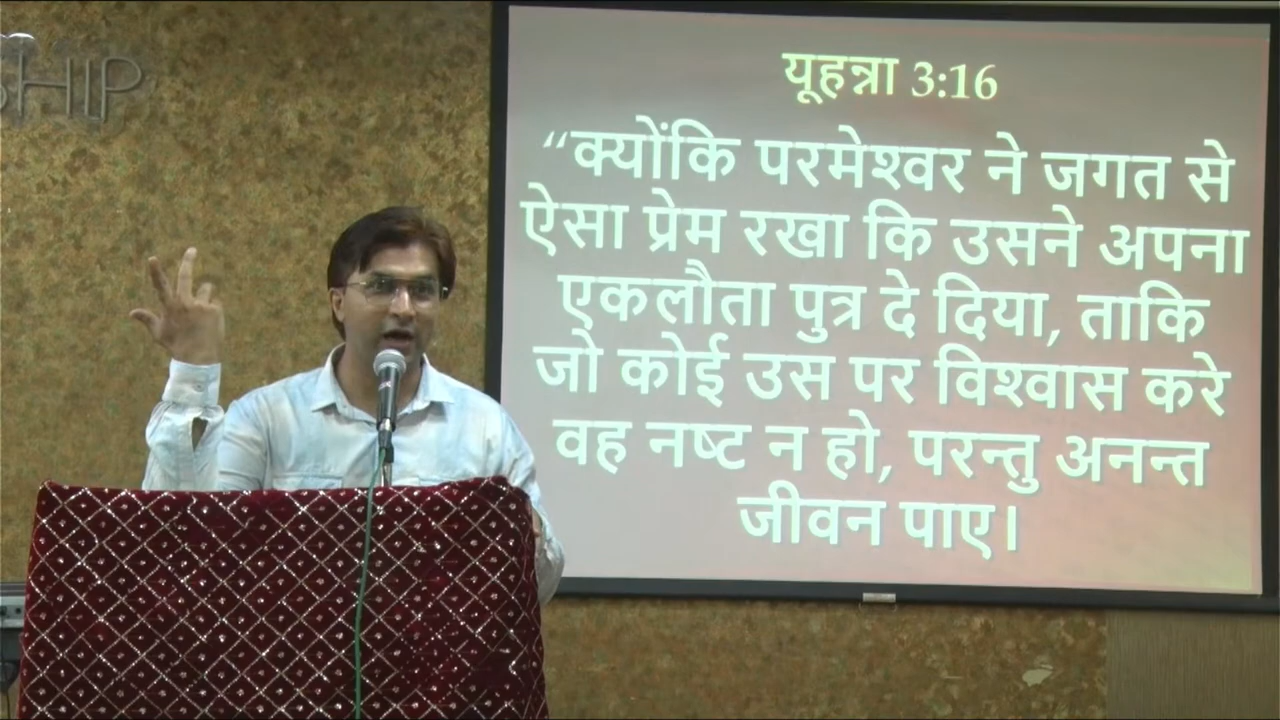 SHIP
यूहन्ना 3:16
“क्योंकि परमेश्वर ने जगत से
ऐसा प्रेम रखा कि उसने अपना
एकलौता पुत्र दे दिया, ताकि
जो कोई उस पर विश्वास करे
वह नष्ट न हो, परन्तु अनन्त
जीवन पाए।